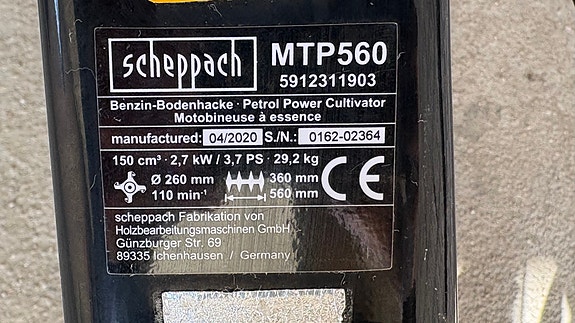 scheppach
MTP560
5912311903
Benzin-Bodenhacke · Petrol Power Cultivator
Motobineuse à essence
manufactured: 04/2020 S./N.: 0162-02364
150 cm³ · 2,7 kW / 3,7 PS · 29,2 kg
Ø 260 mm 360 mm
110 min⁻¹ 560 mm
CE
scheppach Fabrikation von
Holzbearbeitungsmaschinen GmbH
Günzburger Str. 69
89335 Ichenhausen / Germany